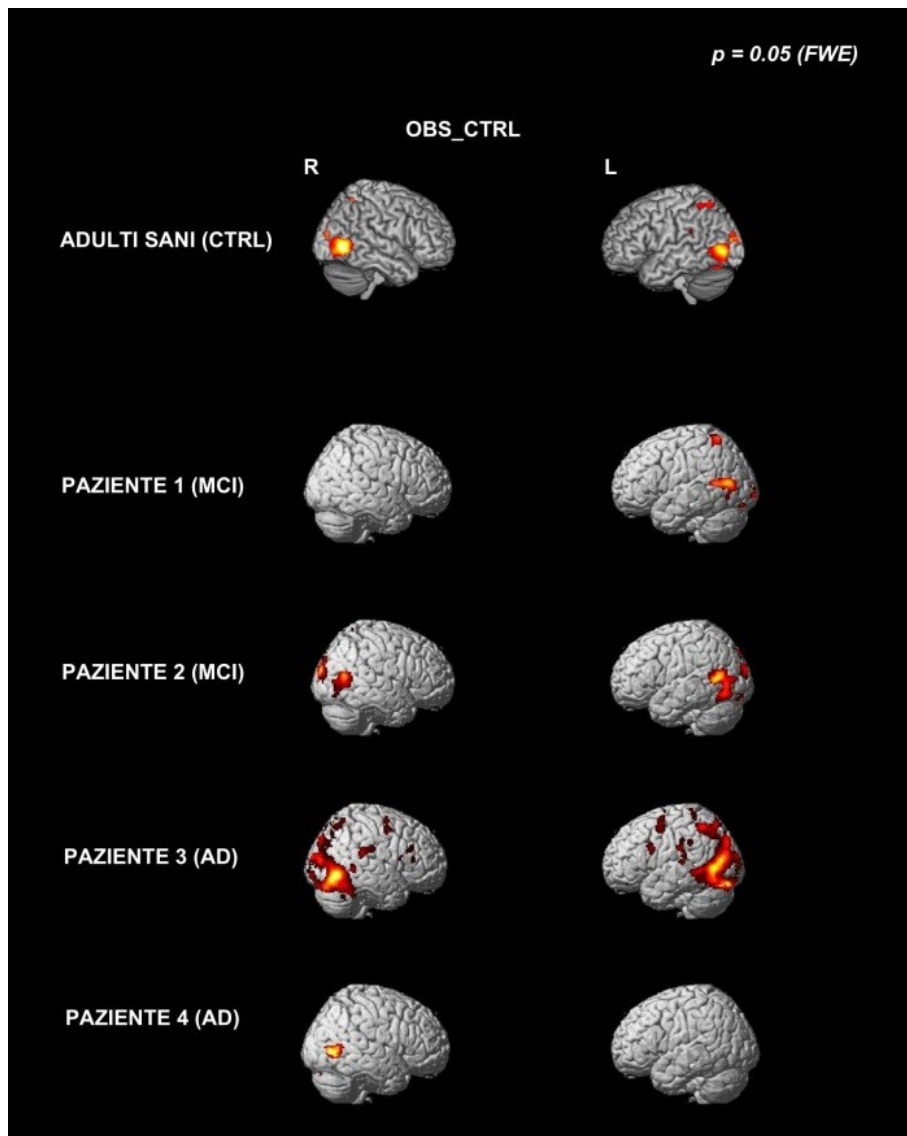 p = 0.05 (FWE)
OBS_CTRL
R L
ADULTI SANI (CTRL)
PAZIENTE 1 (MCI)
PAZIENTE 2 (MCI)
PAZIENTE 3 (AD)
PAZIENTE 4 (AD)